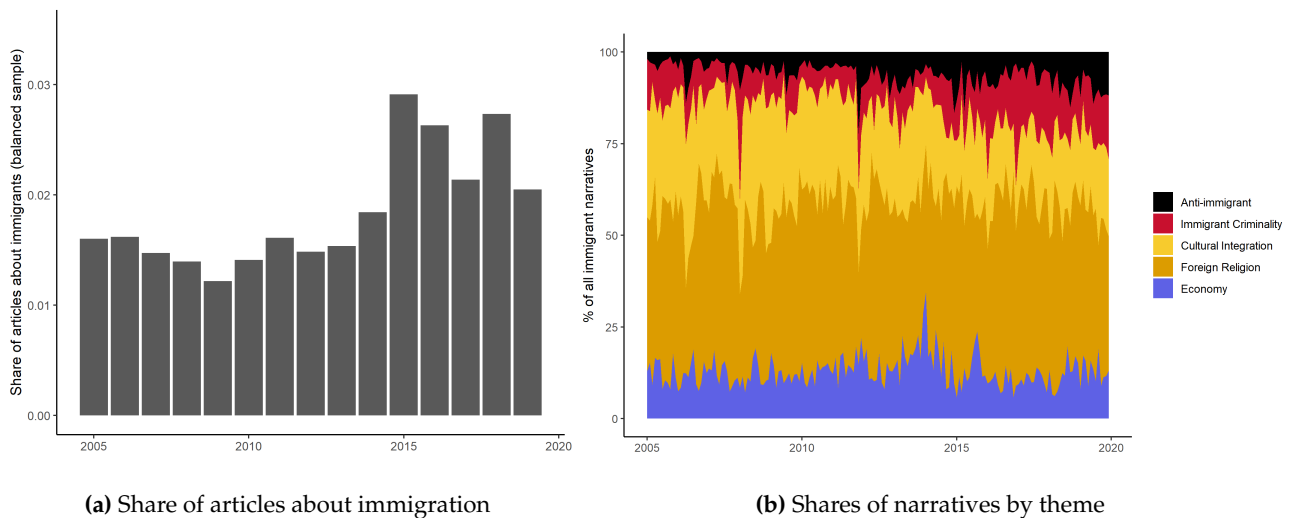 Share of articles about immigrants (balanced sample)
0.03
0.02
0.01
0.00
2005
2010
2015
2020
(a) Share of articles about immigration
% of all immigrant narratives
100
75
50
25
0
2005
2010
2015
2020
Anti-immigrant
Immigrant Criminality
Cultural Integration
Foreign Religion
Economy
(b) Shares of narratives by theme